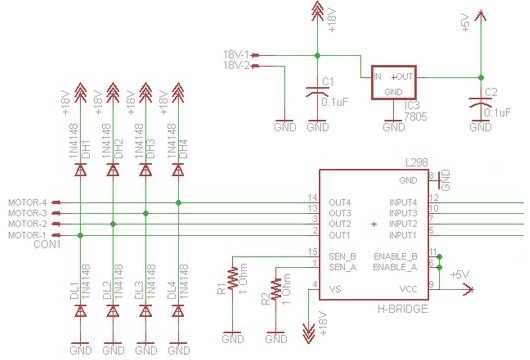 +18V
+5V
18V-1
18V-2
C1
0.1uF
IN
+OUT
GND
IC3
7805
C2
0.1uF
GND
GND
GND
GND
+18V
+18V
+18V
+18V
1N4148
DH1
1N4148
DH2
1N4148
DH3
1N4148
DH4
L298
GND
8
GND
MOTOR-4
MOTOR-3
MOTOR-2
MOTOR-1
CON1
14
OUT4
13
OUT3
3
OUT2
2
OUT1
INPUT4
12
INPUT3
10
INPUT2
7
INPUT1
5
15
SEN_B
1
SEN_A
ENABLE_B
11
ENABLE_A
6
4
VS
VCC
9
+5V
H-BRIDGE
R1
1 Ohm
R2
1 Ohm
DL1
1N4148
DL2
1N4148
DL3
1N4148
DL4
1N4148
+18V
GND
GND
GND
GND
GND
GND